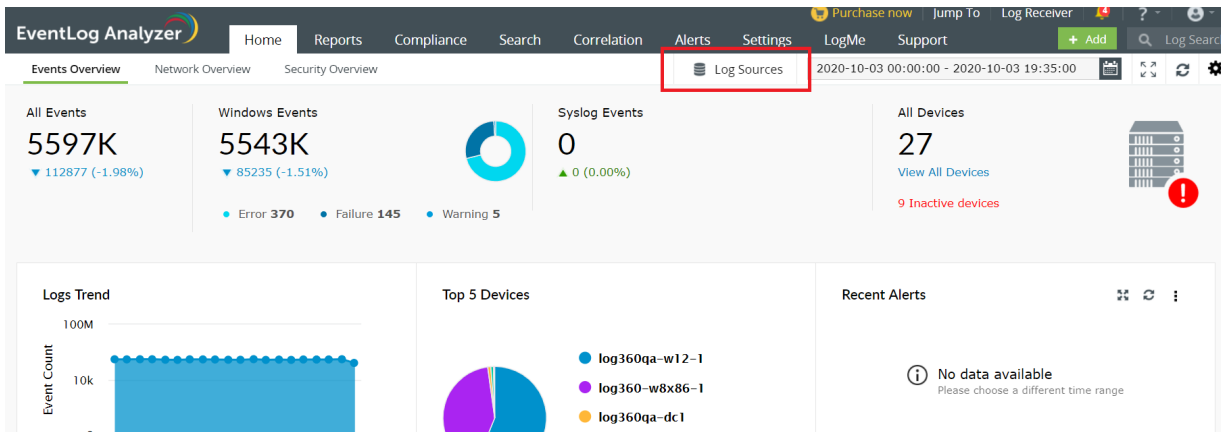 Purchase now Jump To Log Receiver 4 ?
EventLog Analyzer Home Reports Compliance Search Correlation Alerts Settings LogMe Support + Add
Events Overview Network Overview Security Overview Log Sources 2020-10-03 00:00:00 - 2020-10-03 19:35:00
All Events Windows Events Syslog Events All Devices
5597K 5543K 0 27
▼ 112877 (-1.98%) ▼ 85235 (-1.51%) ▲ 0 (0.00%) View All Devices
• Error 370 • Failure 145 • Warning 5 9 Inactive devices
Logs Trend Top 5 Devices Recent Alerts
100M
10k
Event Count
log360qa-w12-1
log360-w8x86-1
log360qa-dc1
No data available
Please choose a different time range